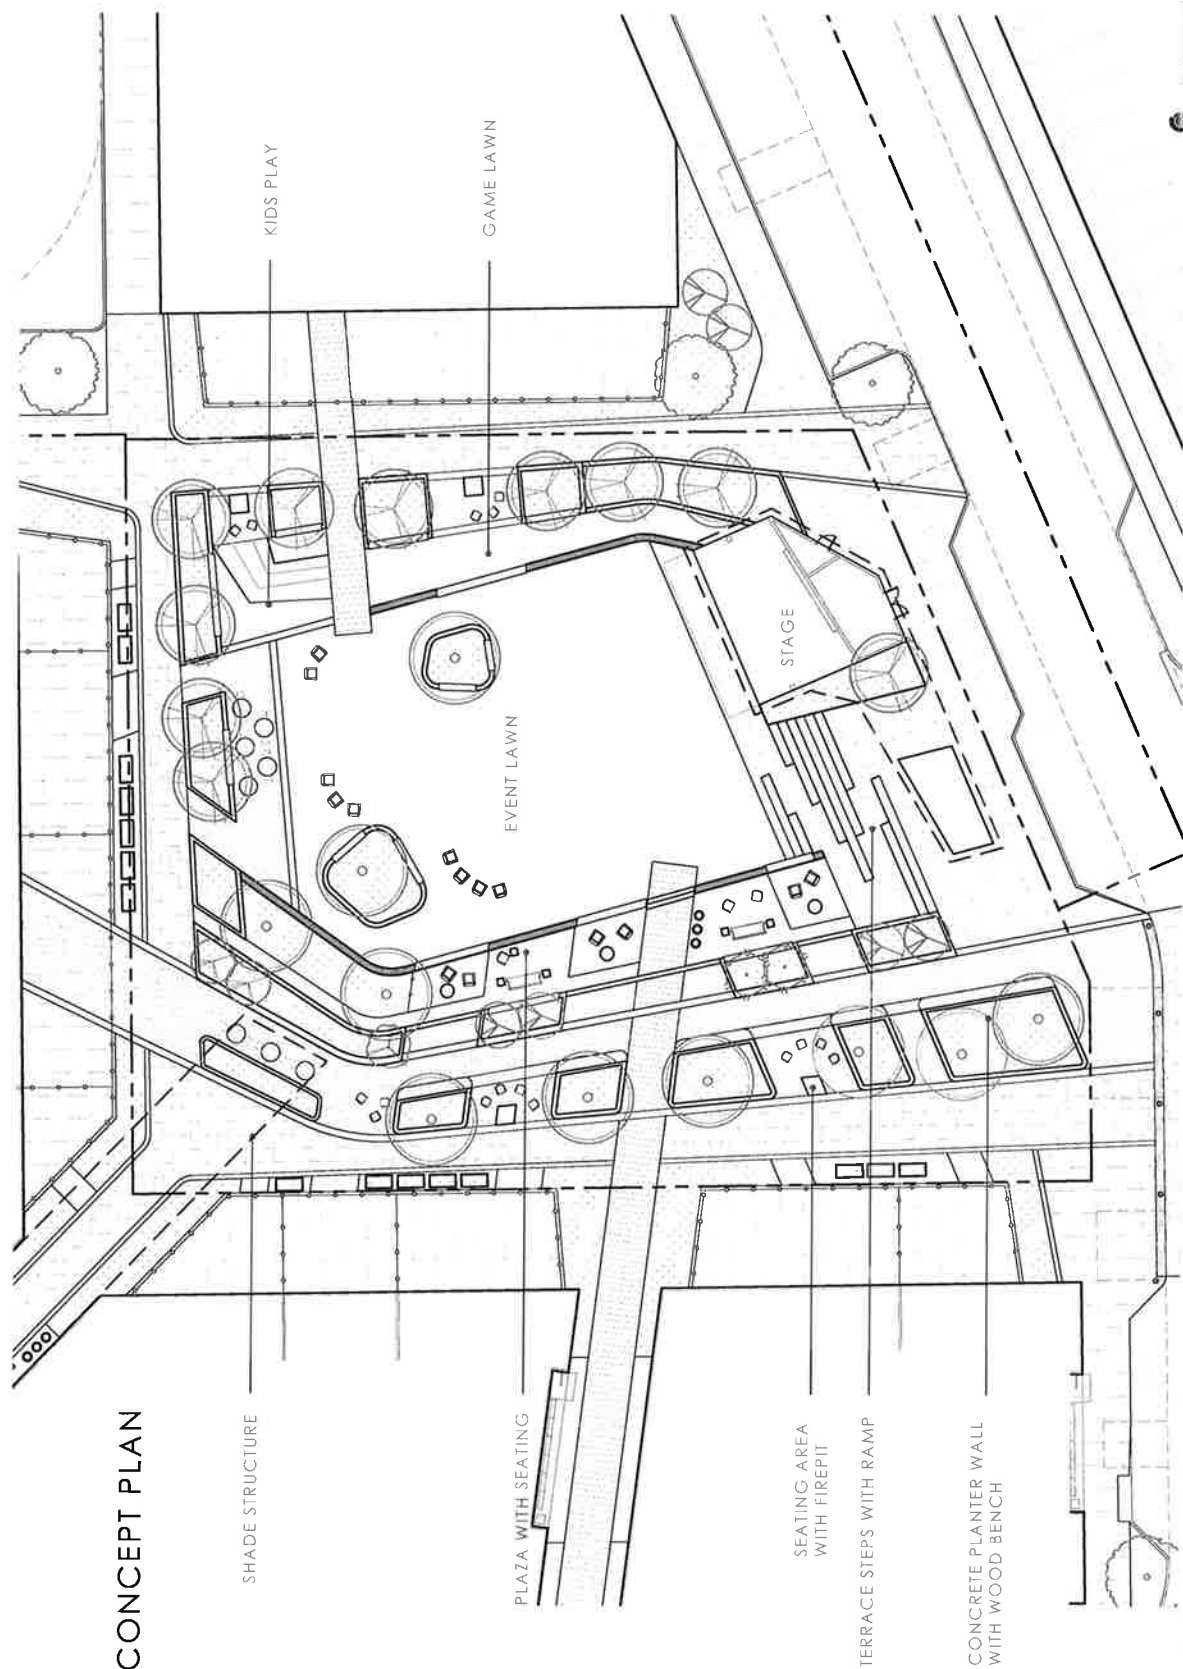 CONCEPT PLAN
SHADE STRUCTURE
PLAZA WITH SEATING
SEATING AREA
WITH FIREPIT
TERRACE STEPS WITH RAMP
CONCRETE PLANTER WALL
WITH WOOD BENCH
EVENT LAWN
STAGE
KIDS PLAY
GAME LAWN